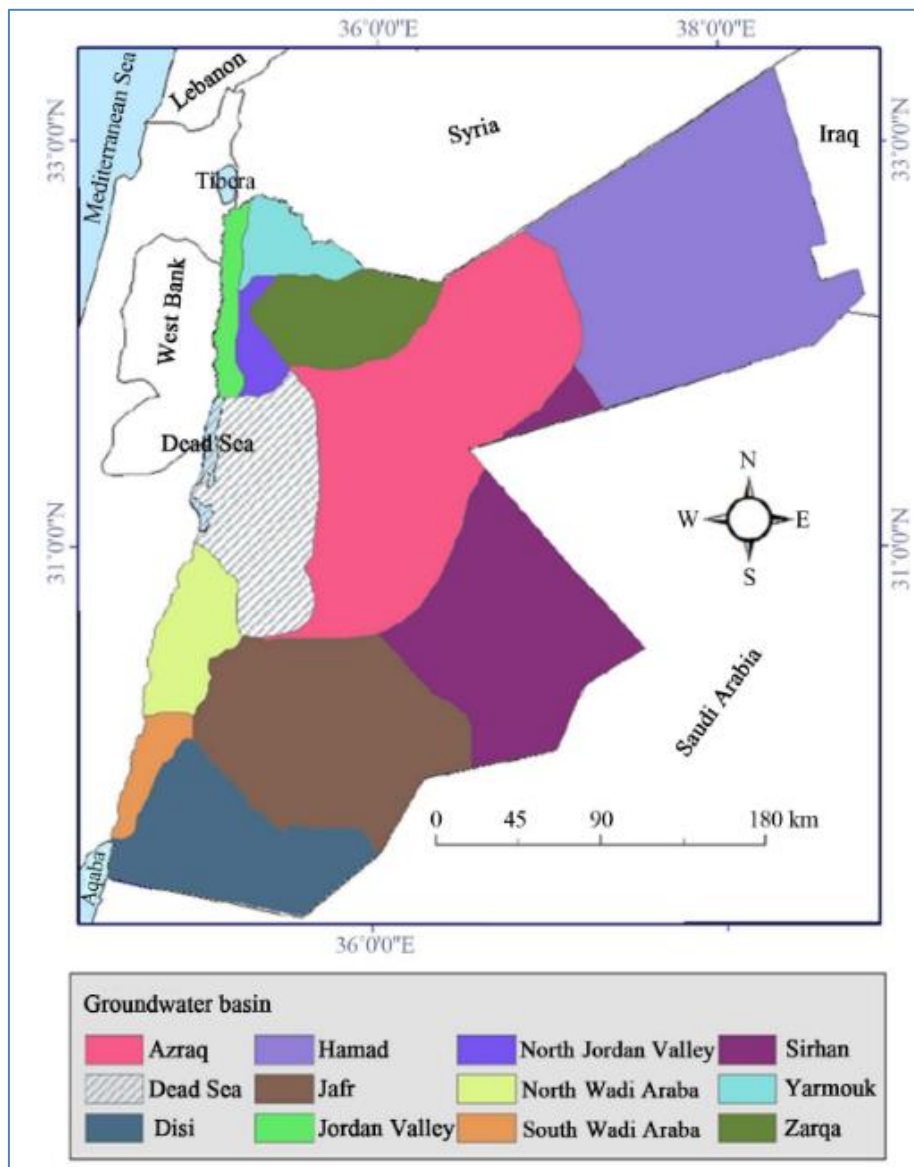 36°0'0"E 38°0'0"E
Mediterranean Sea
Lebanon
Syria
Iraq
33°0'0"N
33°0'0"N
Tibera
West Bank
Dead Sea
N
W E
S
31°0'0"N
31°0'0"N
Saudi Arabia
0 45 90 180 km
Aqaba
36°0'0"E
Groundwater basin
Azraq Hamad North Jordan Valley Sirhan
Dead Sea Jafr North Wadi Araba Yarmouk
Disi Jordan Valley South Wadi Araba Zarqa